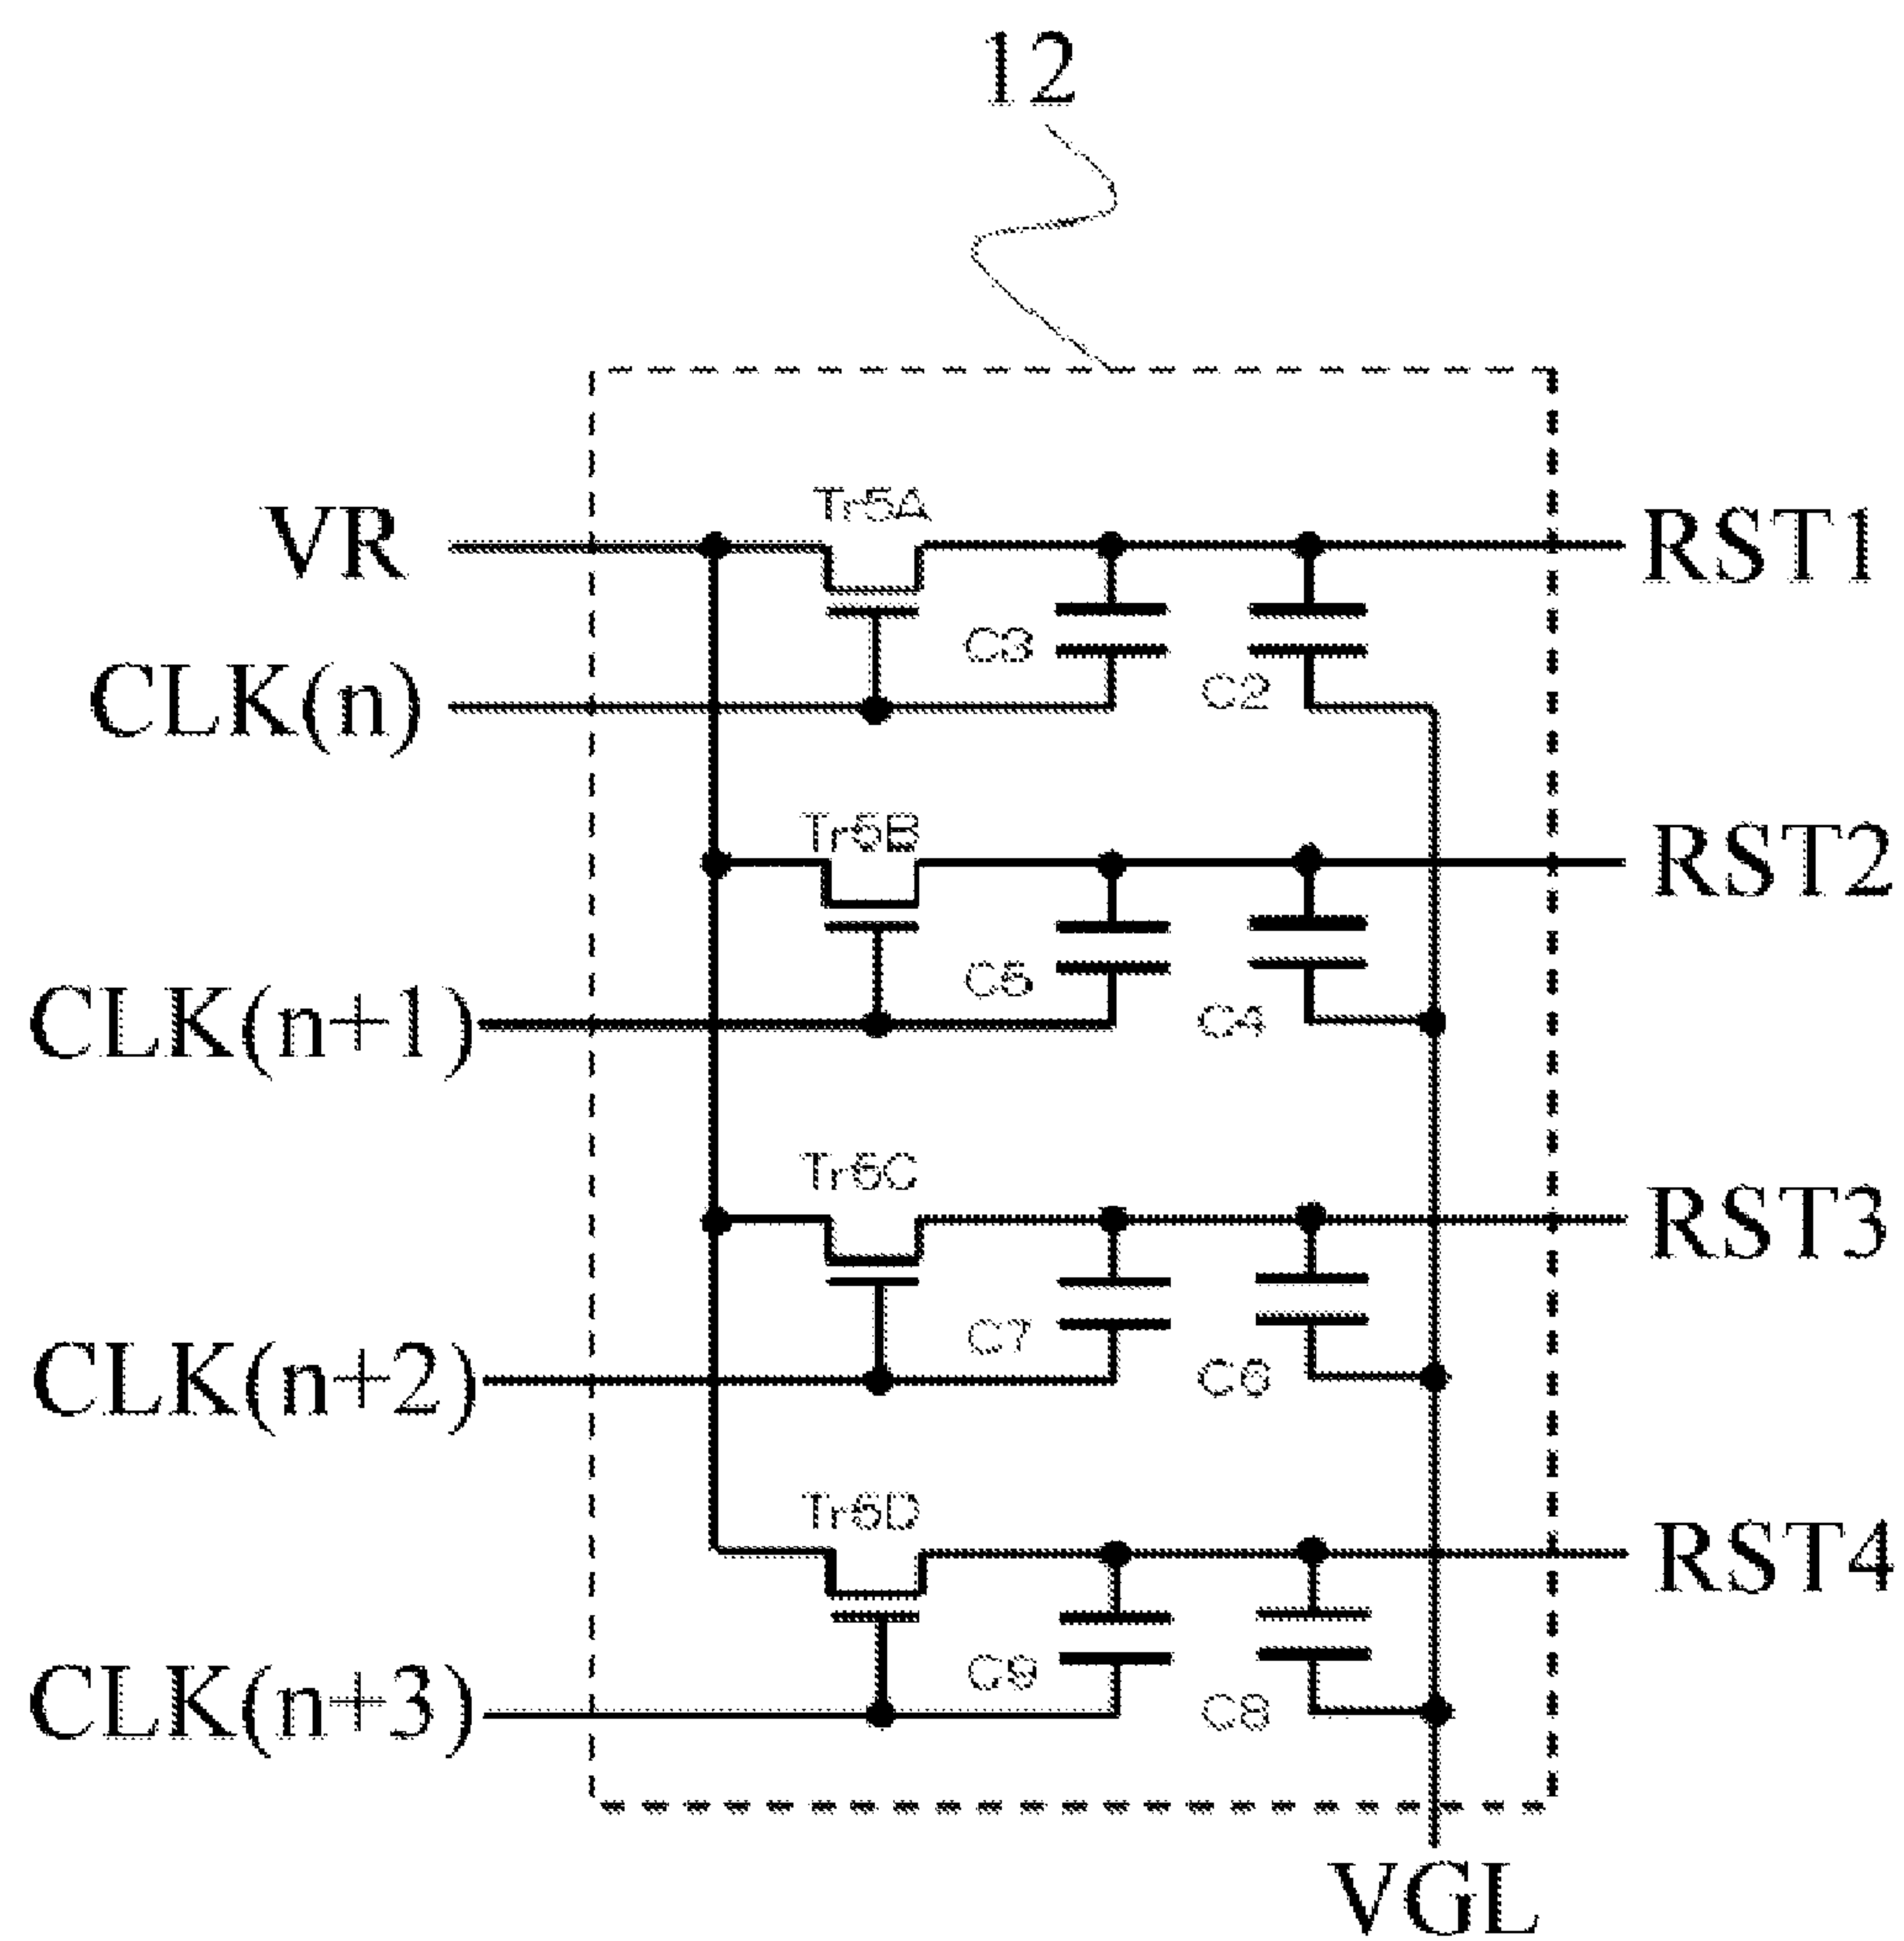 12
Tr5A
VR
RST1
C3
CLK(n)
C2
Tr5B
RST2
C5
CLK(n+1)
C4
Tr5C
RST3
C7
CLK(n+2)
C6
Tr5D
RST4
C9
CLK(n+3)
C8
VGL